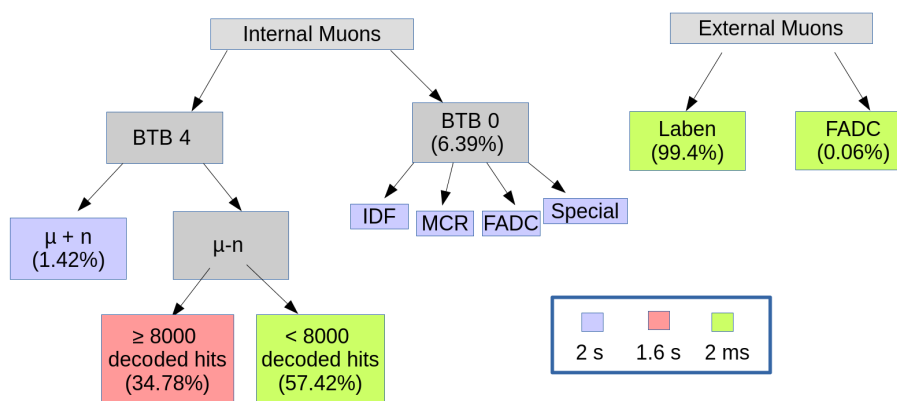 Internal Muons
External Muons
BTB 4
BTB 0
(6.39%)
Laben
(99.4%)
FADC
(0.06%)
IDF
MCR
FADC
Special
µ + n
(1.42%)
µ-n
≥ 8000
decoded hits
(34.78%)
< 8000
decoded hits
(57.42%)
2 s
1.6 s
2 ms